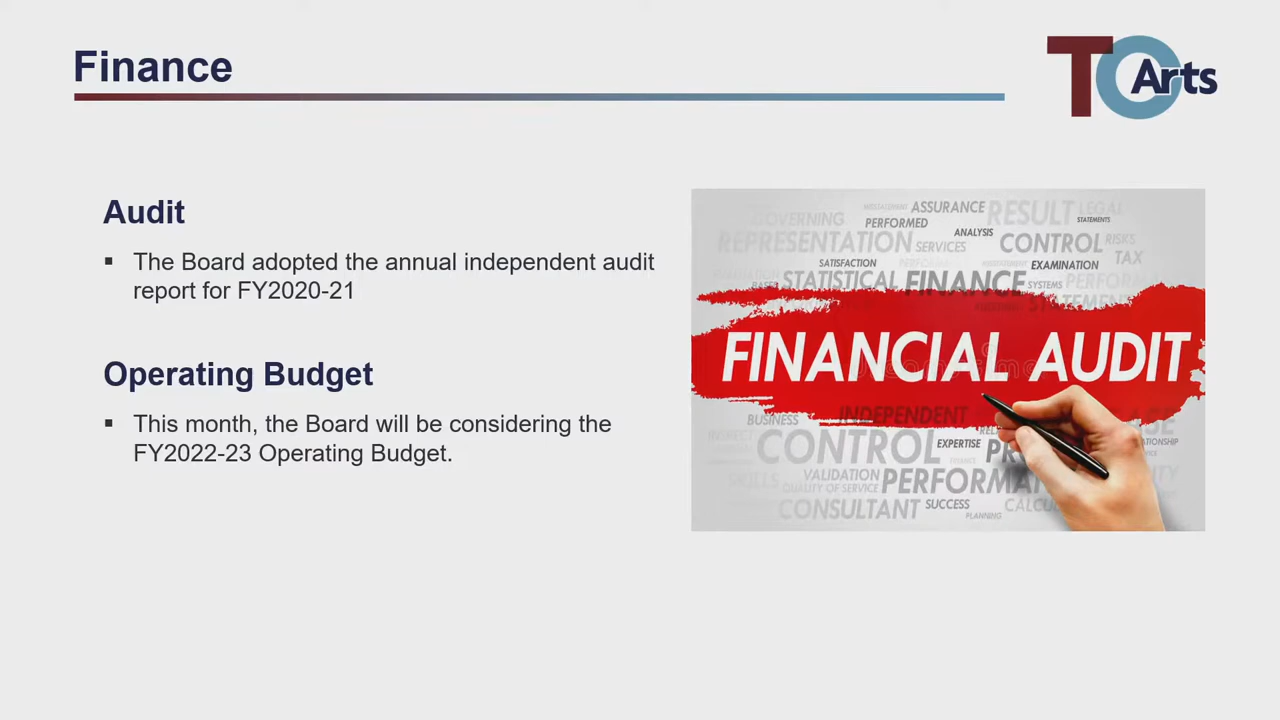 Finance
TC Arts
Audit
▪ The Board adopted the annual independent audit
report for FY2020-21
Operating Budget
▪ This month, the Board will be considering the
FY2022-23 Operating Budget.
GOVERNING
ASSURANCE
RESULT
LEGAL
PERFORMED
STATEMENTS
REPRESENTATION
SERVICES
ANALYSIS
CONTROL
RISKS
SATISFACTION
EXAMINATION
TAX
STATISTICAL
FINANCE
SYSTEMS
FINANCIAL AUDIT
BUSINESS
INDEPENDENT
CONTROL
EXPERTISE
SKILLS
VALIDATION
QUALITY OF SERVICE
FINANCE
CONSULTANT
SUCCESS
PLANNING